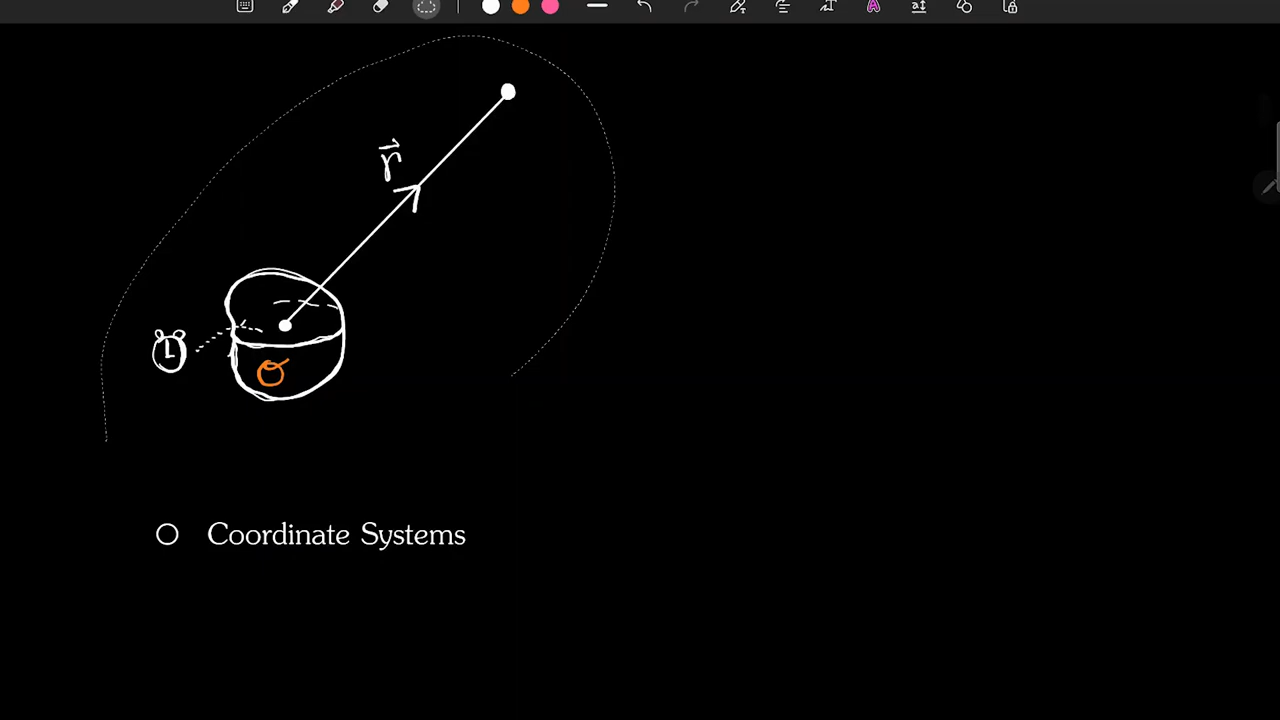 r⃗
σ
Coordinate Systems